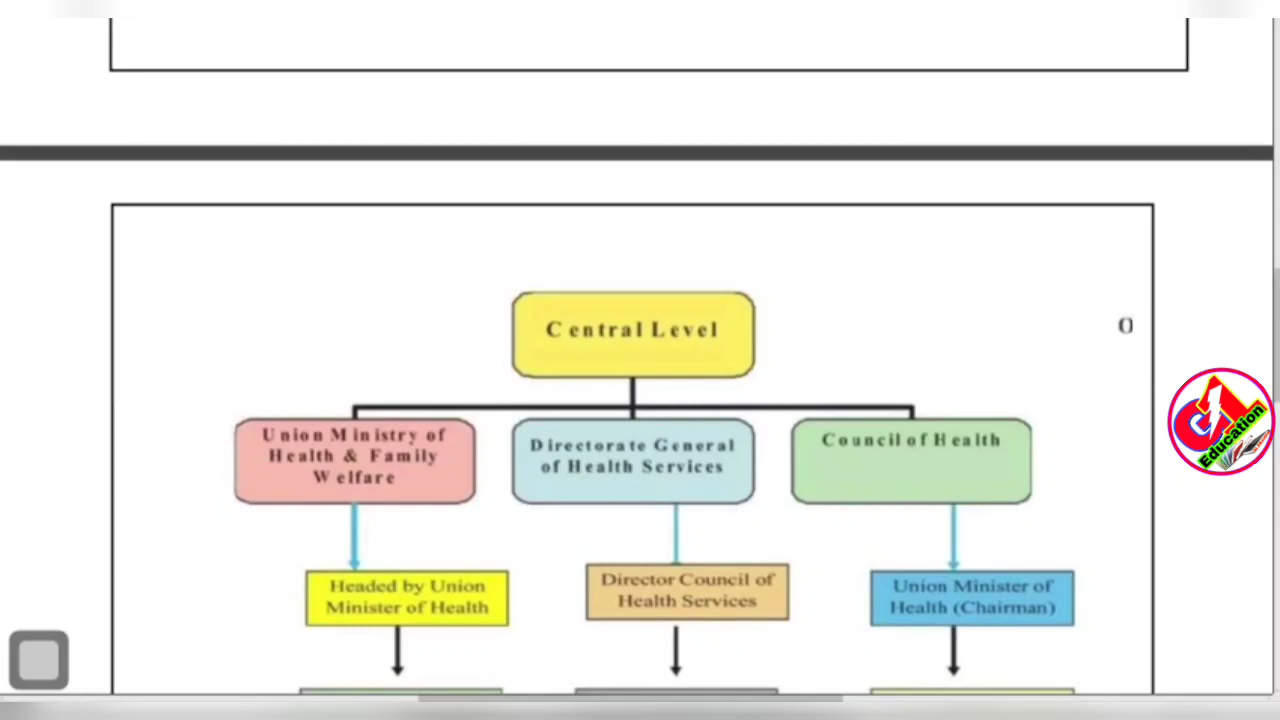 Central Level
O
Union Ministry of
Health & Family
Welfare
Directorate General
of Health Services
Council of Health
Headed by Union
Minister of Health
Director Council of
Health Services
Union Minister of
Health (Chairman)
Education